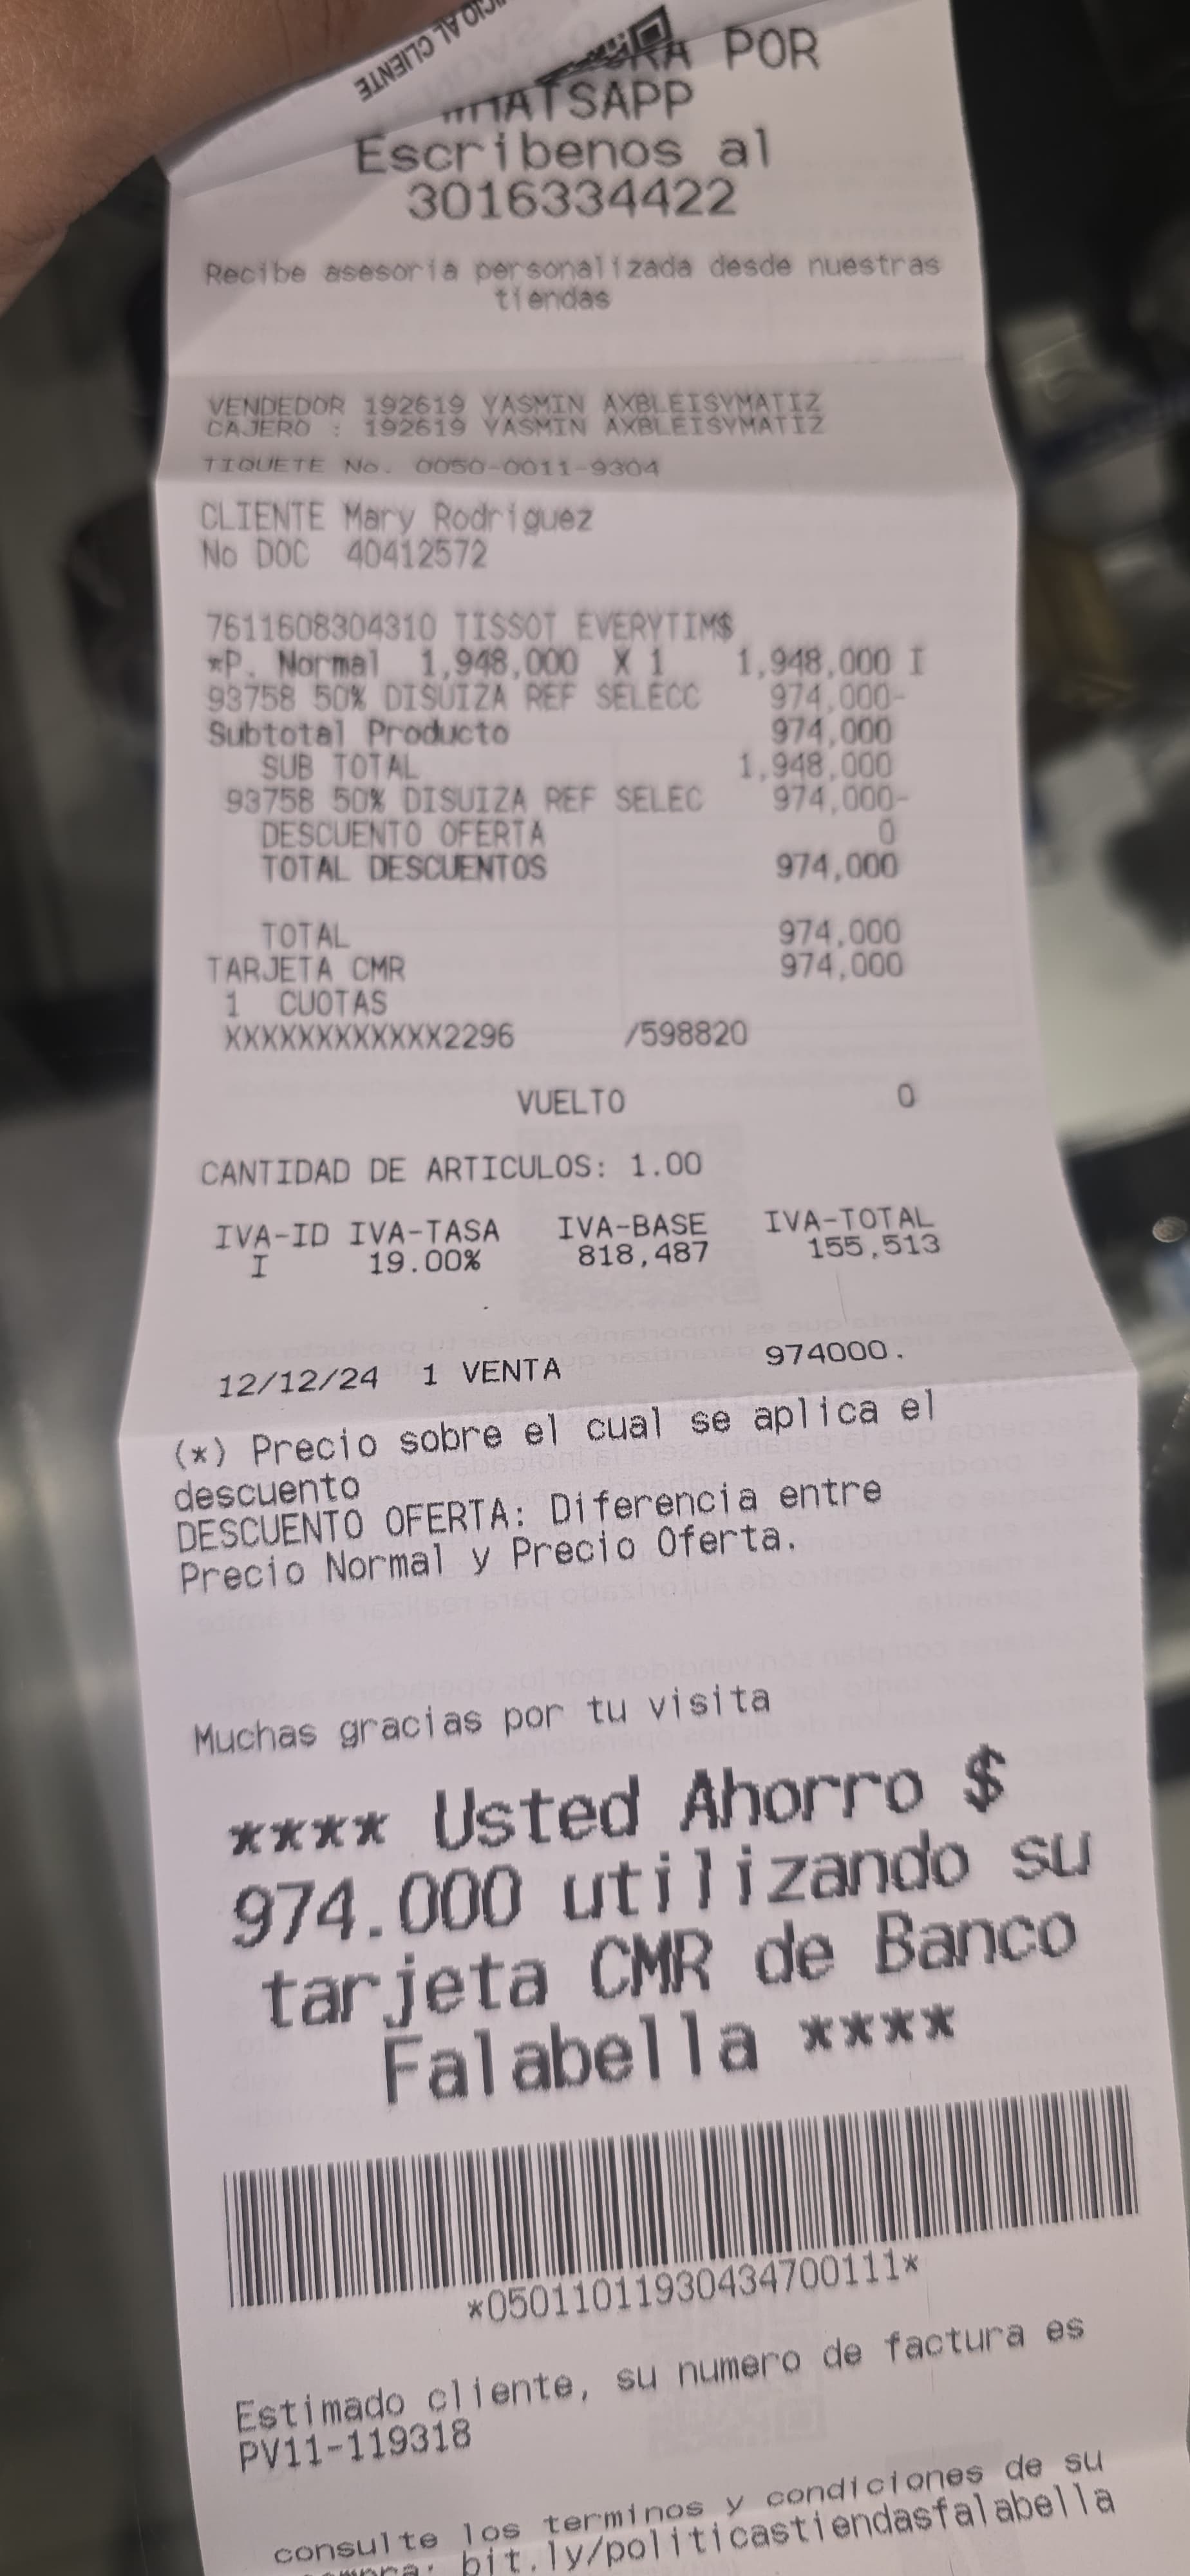 CIO AL CLIENTE
POR
WHATSAPP
Escribenos al
3016334422
Recibe asesoria personalizada desde nuestras
tiendas
VENDEDOR 192619 YASMIN AXBLEISYMATIZ
CAJERO : 192619 YASMIN AXBLEISYMATIZ
TIQUETE No. 0050-0011-9304
CLIENTE Mary Rodriguez
No DOC 40412572
7611608304310 TISSOT EVERYTIM$
*P. Normal 1,948,000 X 1 1,948,000 I
93758 50% DISUIZA REF SELECC 974,000-
Subtotal Producto 974,000
SUB TOTAL 1,948,000
93758 50% DISUIZA REF SELEC 974,000-
DESCUENTO OFERTA 0
TOTAL DESCUENTOS 974,000
TOTAL 974,000
TARJETA CMR 974,000
1 CUOTAS
XXXXXXXXXXXX2296 /598820
VUELTO 0
CANTIDAD DE ARTICULOS: 1.00
IVA-ID IVA-TASA IVA-BASE IVA-TOTAL
I 19.00% 818,487 155,513
12/12/24 1 VENTA 974000.
(*) Precio sobre el cual se aplica el
descuento
DESCUENTO OFERTA: Diferencia entre
Precio Normal y Precio Oferta.
Muchas gracias por tu visita
**** Usted Ahorro $
974.000 utilizando su
tarjeta CMR de Banco
Falabella ****
*05011011930434700111*
Estimado cliente, su numero de factura es
PV11-119318
consulte los terminos y condiciones de su
bit.ly/politicastiendasfalabella